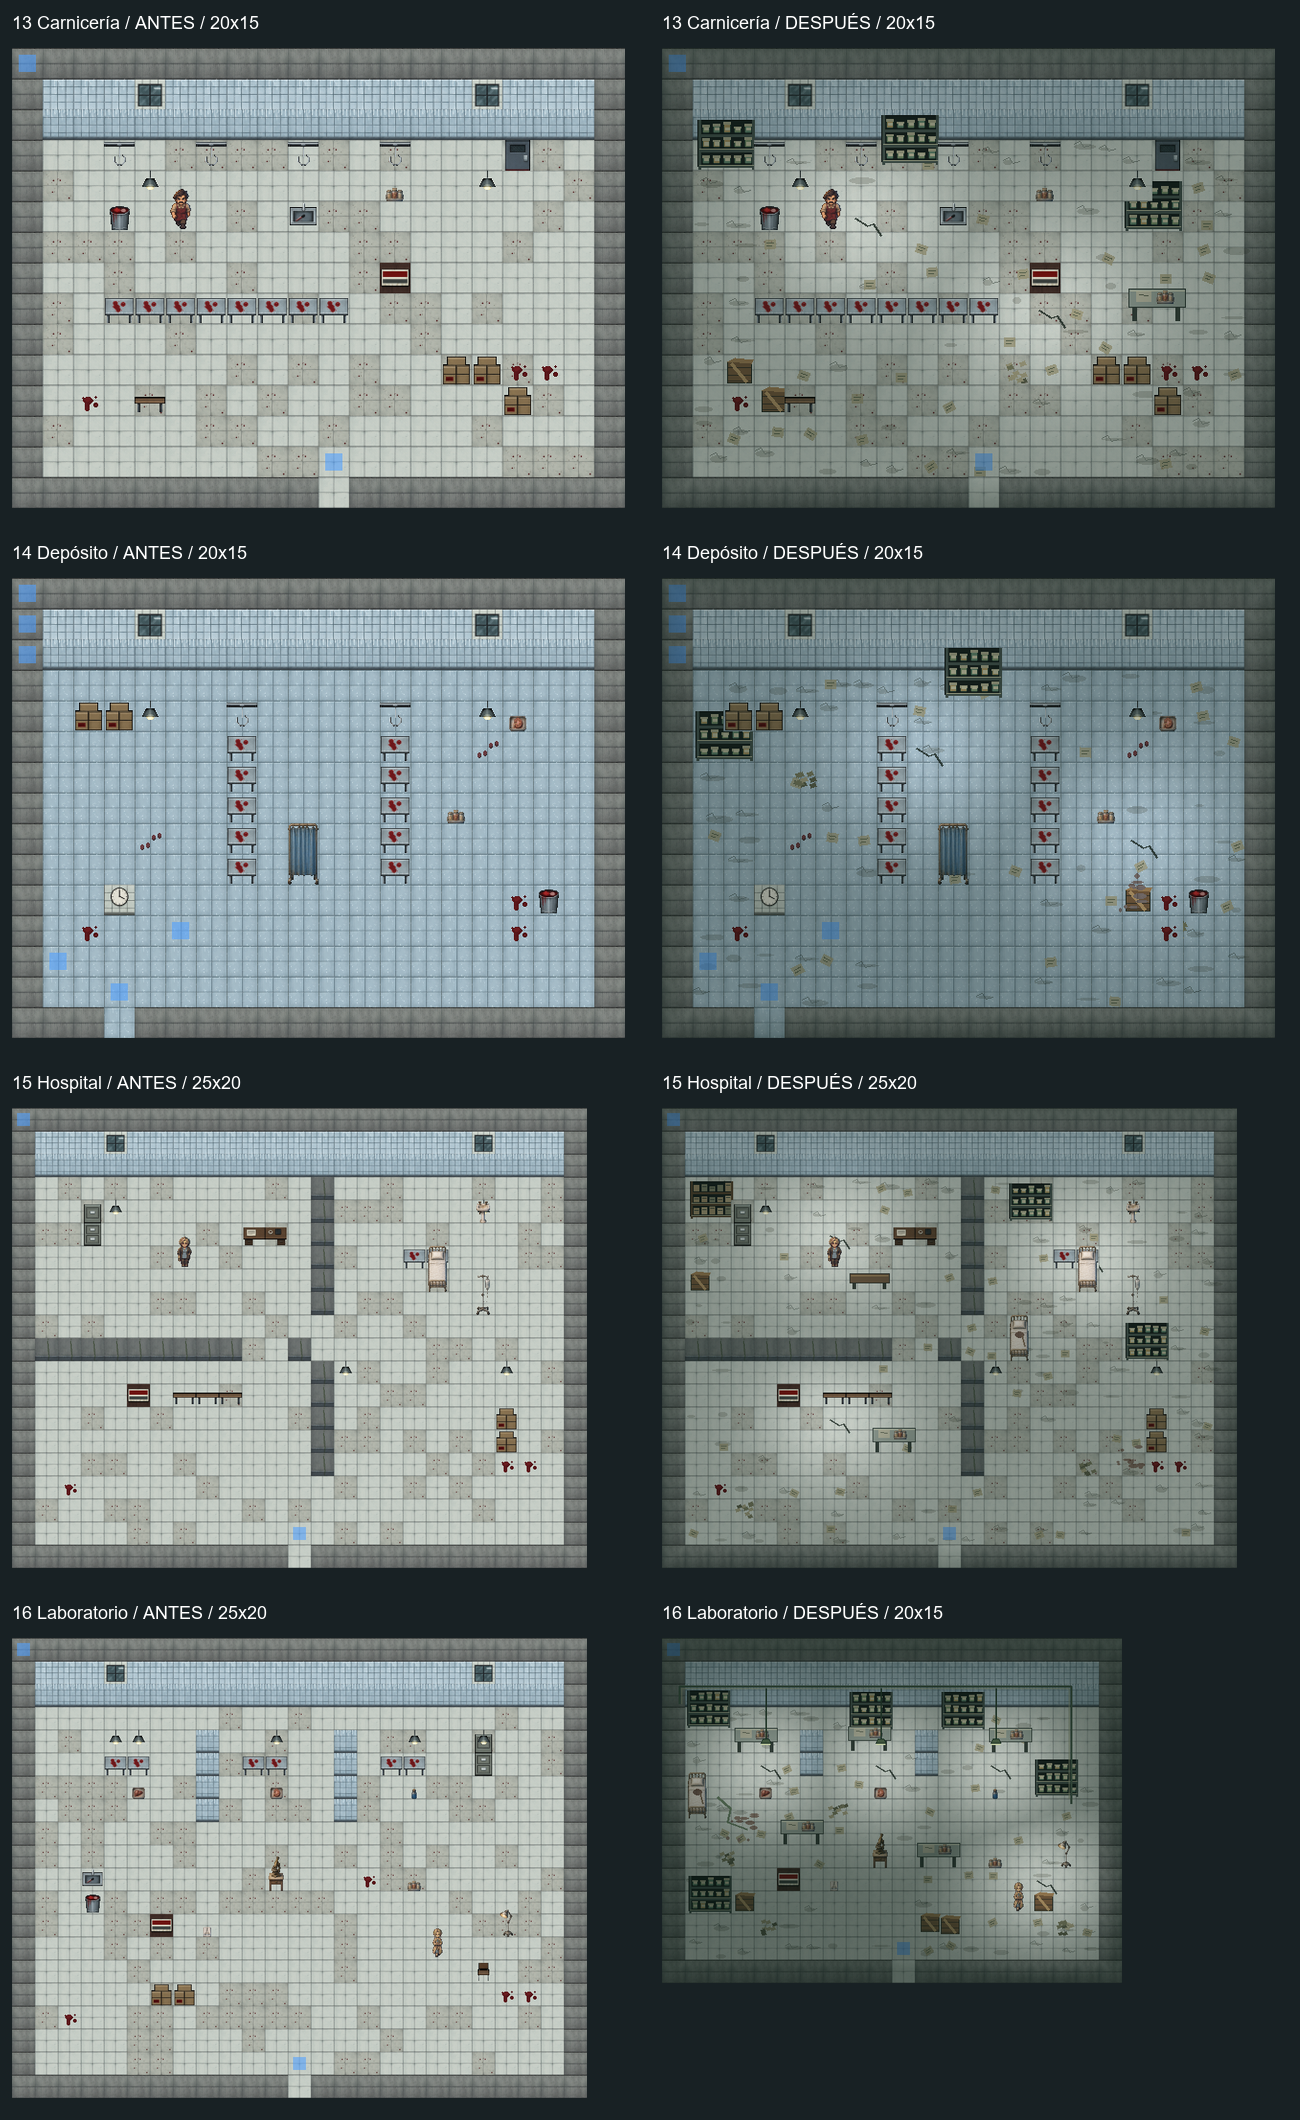 13 Carnicería / ANTES / 20x15
13 Carnicería / DESPUÉS / 20x15
14 Depósito / ANTES / 20x15
14 Depósito / DESPUÉS / 20x15
15 Hospital / ANTES / 25x20
15 Hospital / DESPUÉS / 25x20
16 Laboratorio / ANTES / 25x20
16 Laboratorio / DESPUÉS / 20x15